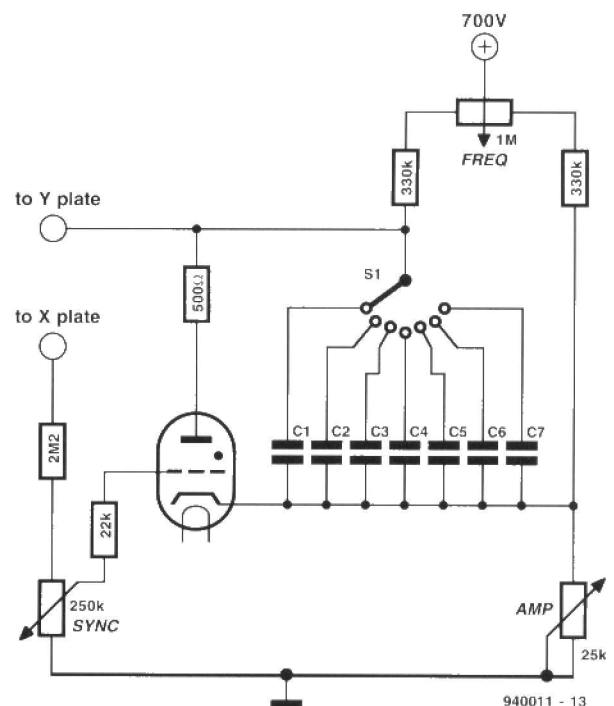 700V
1M
FREQ
330k
330k
to Y plate
S1
500Ω
to X plate
C1 C2 C3 C4 C5 C6 C7
2M2
22k
250k
SYNC
AMP
25k
940011 - 13